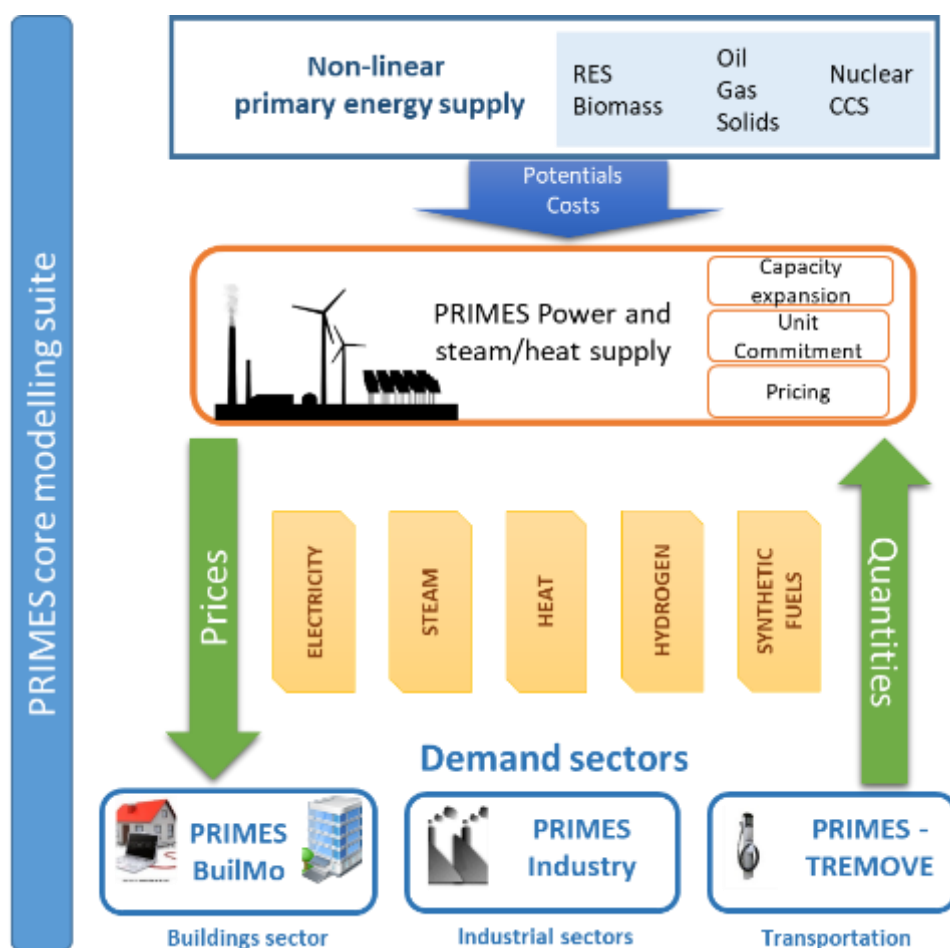 PRIMES core modelling suite
Non-linear
primary energy supply
RES
Biomass
Oil
Gas
Solids
Nuclear
CCS
Potentials
Costs
PRIMES Power and
steam/heat supply
Capacity
expansion
Unit
Commitment
Pricing
Prices
ELECTRICITY
STEAM
HEAT
HYDROGEN
SYNTHETIC
FUELS
Quantities
Demand sectors
PRIMES
BuilMo
PRIMES
Industry
PRIMES -
TREMOVE
Buildings sector
Industrial sectors
Transportation